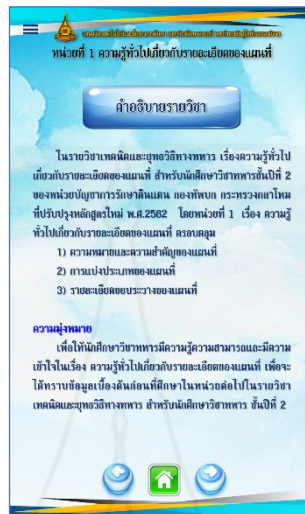 หน่วยที่ 1 ความรู้ทั่วไปเกี่ยวกับรายละเอียดของแผนที่
คำอธิบายรายวิชา
ในรายวิชาเทคนิคและยุทธวิธีทางทหาร เรื่องความรู้ทั่วไป
เกี่ยวกับรายละเอียดของแผนที่ สำหรับนักศึกษาวิชาทหารชั้นปีที่ 2
ของหน่วยบัญชาการรักษาดินแดน กองทัพบก กระทรวงกลาโหม
ที่ปรับปรุงหลักสูตรใหม่ พ.ศ.2562 โดยหน่วยที่ 1 เรื่อง ความรู้
ทั่วไปเกี่ยวกับรายละเอียดของแผนที่ ครอบคลุม
1) ความหมายและความสำคัญของแผนที่
2) การแบ่งประเภทของแผนที่
3) รายละเอียดขอบระวางของแผนที่
ความมุ่งหมาย
เพื่อให้นักศึกษาวิชาทหารมีความรู้ความสามารถและมีความ
เข้าใจในเรื่อง ความรู้ทั่วไปเกี่ยวกับรายละเอียดของแผนที่ เพื่อจะ
ได้ทราบข้อมูลเบื้องต้นก่อนที่ศึกษาในหน่วยต่อไปในรายวิชา
เทคนิคและยุทธวิธีทางทหาร สำหรับนักศึกษาวิชาทหาร ชั้นปีที่ 2